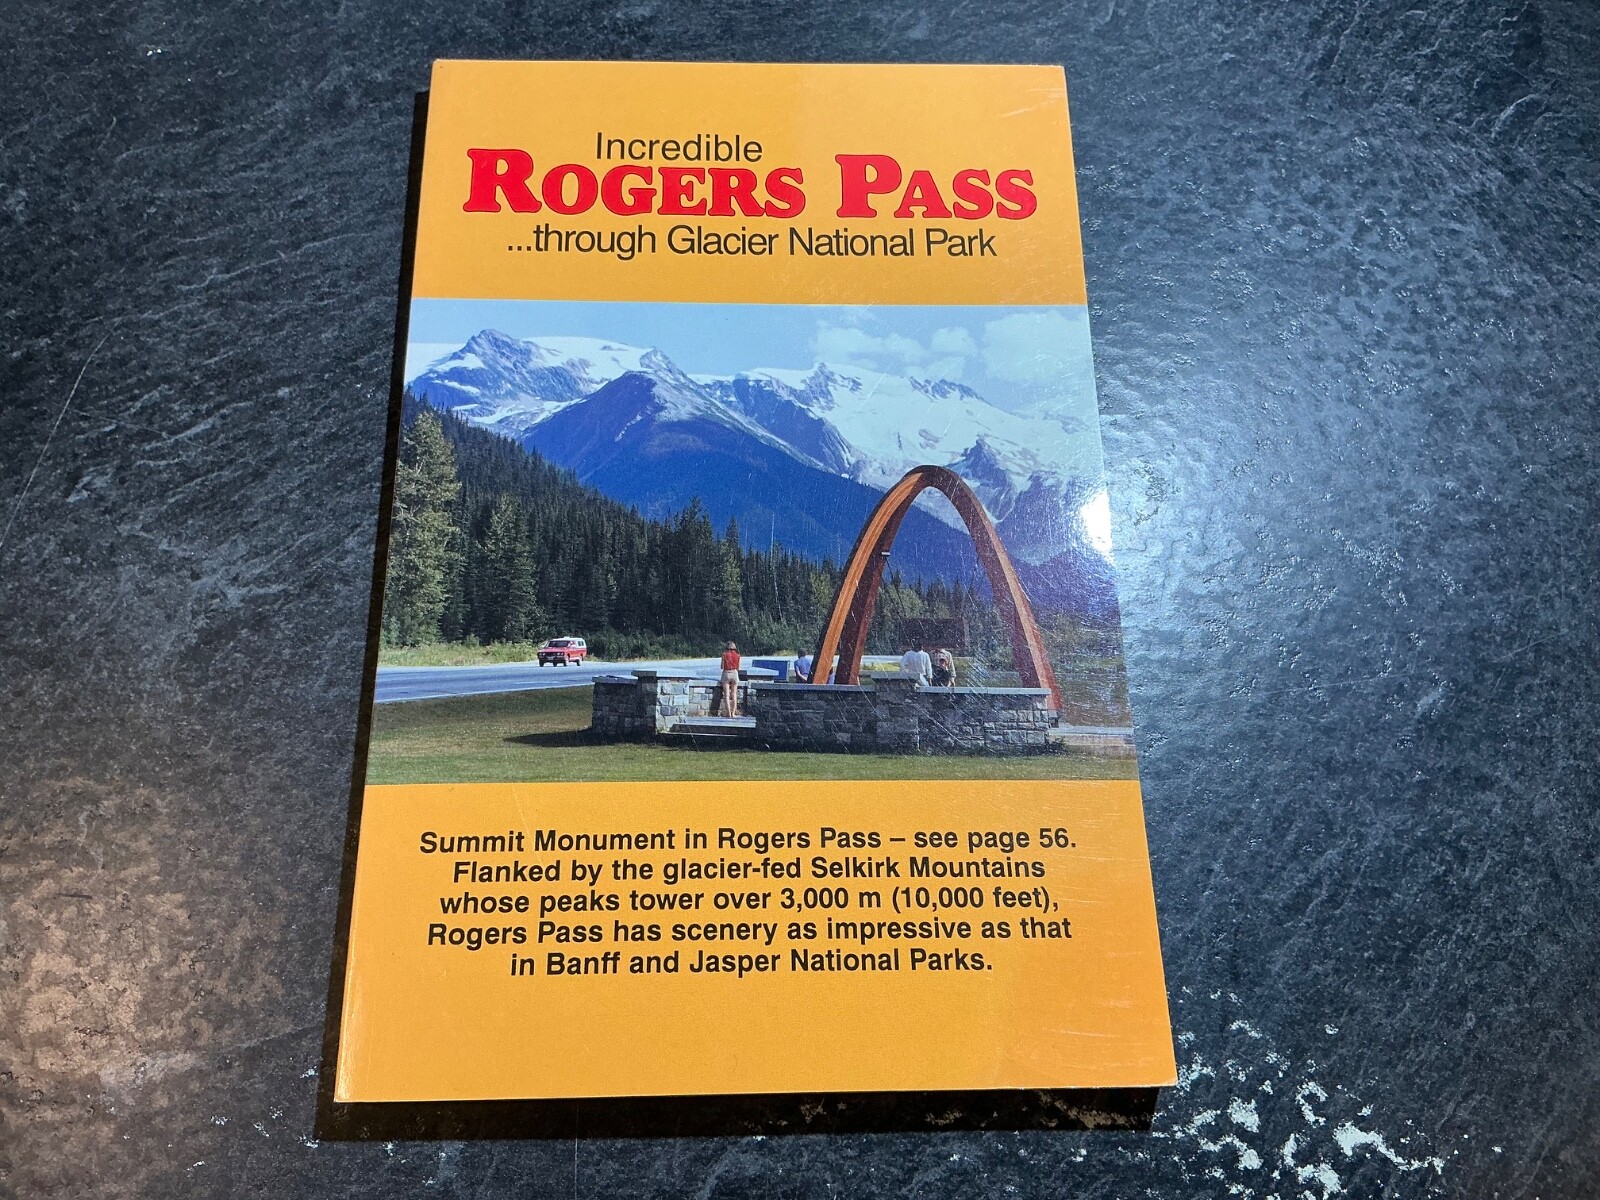 Incredible
ROGERS PASS
...through Glacier National Park
Summit Monument in Rogers Pass – see page 56.
Flanked by the glacier-fed Selkirk Mountains
whose peaks tower over 3,000 m (10,000 feet),
Rogers Pass has scenery as impressive as that
in Banff and Jasper National Parks.